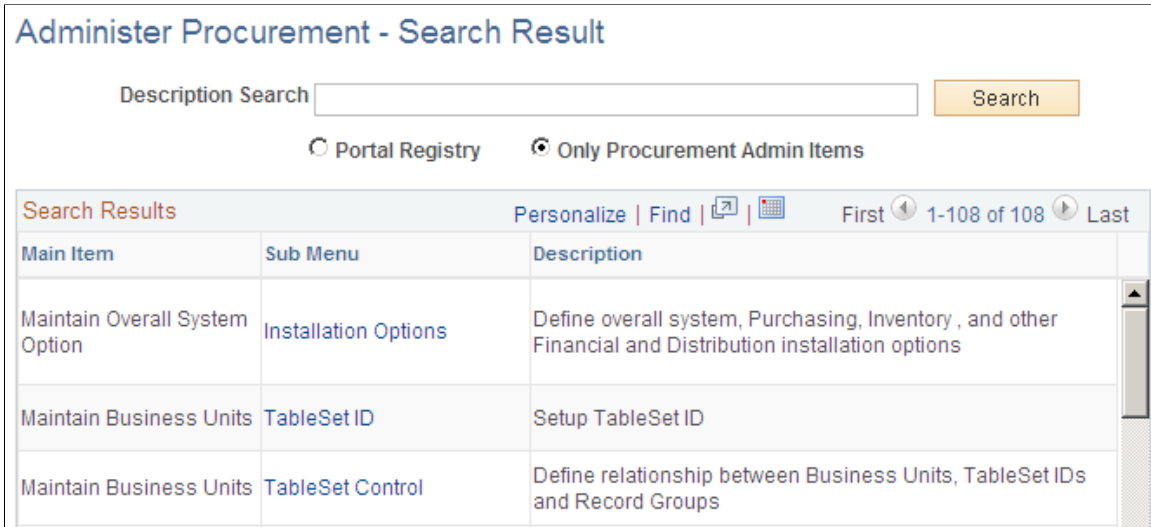 Administer Procurement - Search Result
Description Search
Search
Portal Registry
Only Procurement Admin Items
Search Results
Personalize | Find | |
First 1-108 of 108 Last
Main Item Sub Menu Description
Maintain Overall System
Option
Installation Options
Define overall system, Purchasing, Inventory , and other
Financial and Distribution installation options
Maintain Business Units TableSet ID Setup TableSet ID
Maintain Business Units TableSet Control
Define relationship between Business Units, TableSet IDs
and Record Groups